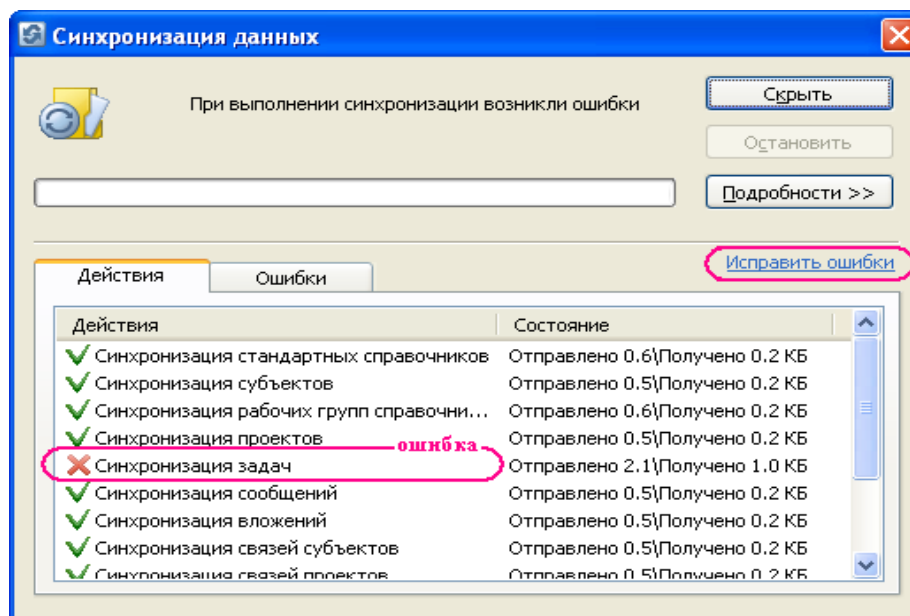 Синхронизация данных
При выполнении синхронизации возникли ошибки
Скрыть
Остановить
Подробности >>
Исправить ошибки
Действия Ошибки
Действия Состояние
Синхронизация стандартных справочников Отправлено 0.6\Получено 0.2 КБ
Синхронизация субъектов Отправлено 0.5\Получено 0.2 КБ
Синхронизация рабочих групп справочни... Отправлено 0.6\Получено 0.2 КБ
Синхронизация проектов Отправлено 0.5\Получено 0.2 КБ
ошибка
Синхронизация задач Отправлено 2.1\Получено 1.0 КБ
Синхронизация сообщений Отправлено 0.5\Получено 0.2 КБ
Синхронизация вложений Отправлено 0.5\Получено 0.2 КБ
Синхронизация связей субъектов Отправлено 0.5\Получено 0.2 КБ
Синхронизация связей проектов Отправлено 0.5\Получено 0.2 КБ